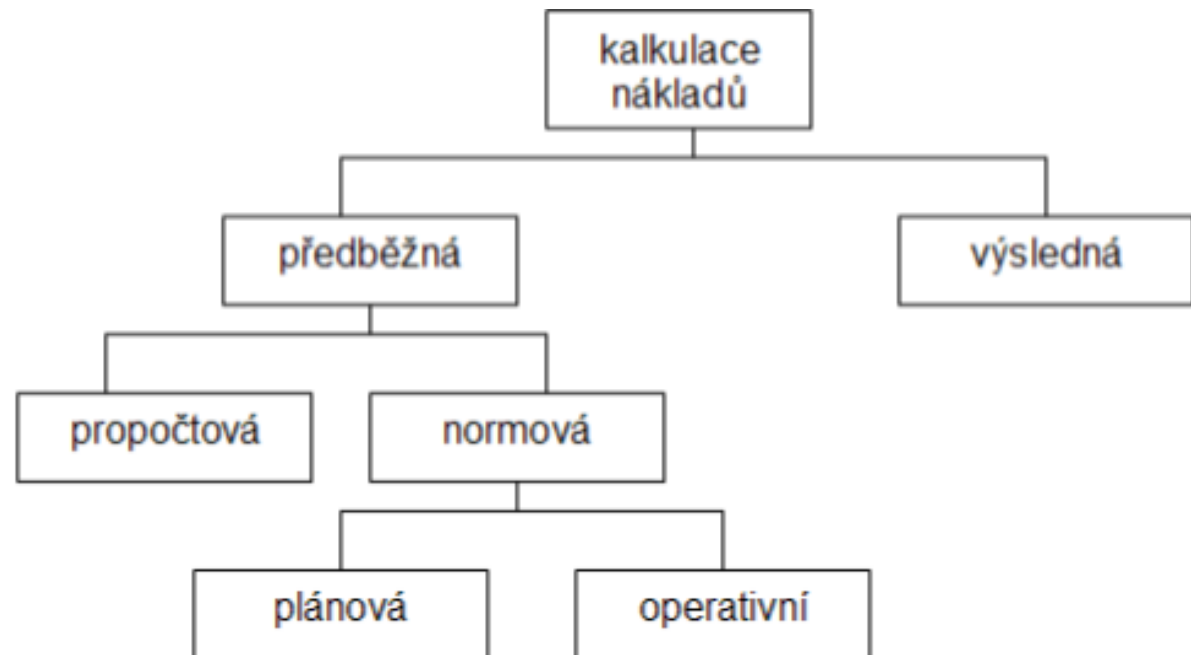 kalkulace
nákladů
předběžná
výsledná
propočtová
normová
plánová
operativní